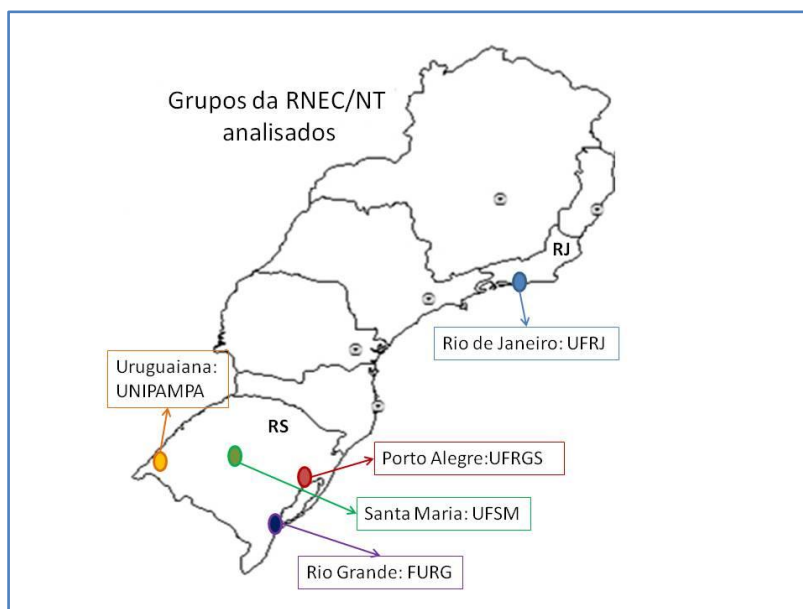 Grupos da RNEC/NT
analisados
RJ
Rio de Janeiro: UFRJ
Uruguaiana:
UNIPAMPA
RS
Porto Alegre:UFRGS
Santa Maria: UFSM
Rio Grande: FURG